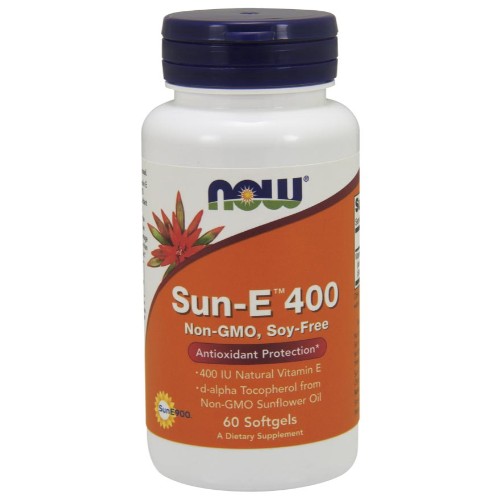 NOW
Sun-E™ 400
Non-GMO, Soy-Free
Antioxidant Protection*
• 400 IU Natural Vitamin E
• d-alpha Tocopherol from
Non-GMO Sunflower Oil
SunE900.
60 Softgels
A Dietary Supplement